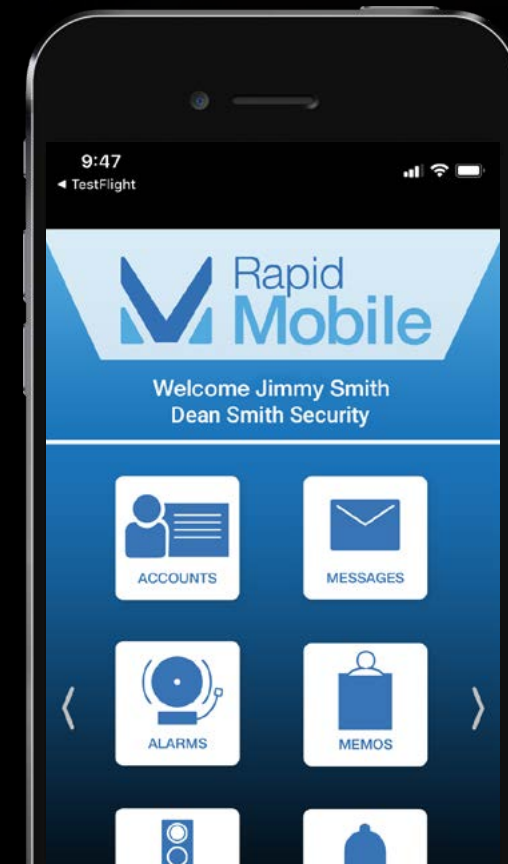 9:47
◄ TestFlight
Rapid
Mobile
Welcome Jimmy Smith
Dean Smith Security
ACCOUNTS
MESSAGES
ALARMS
MEMOS